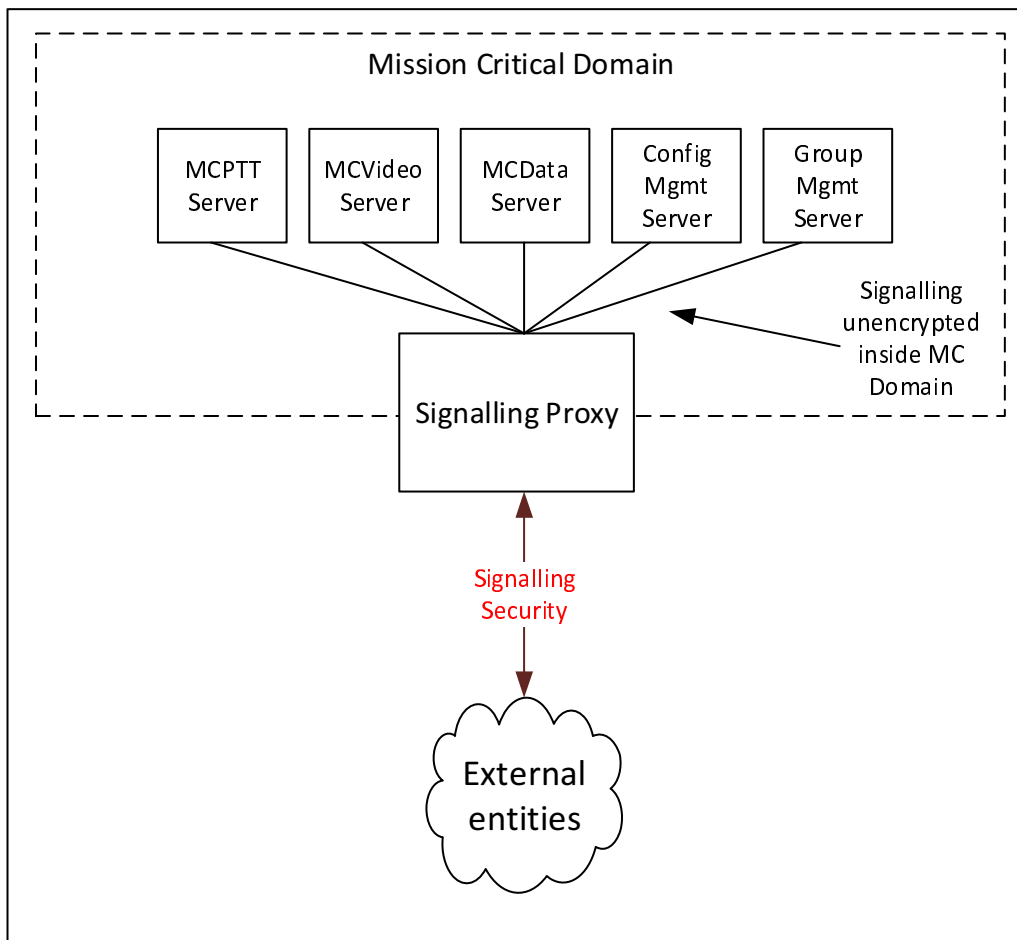 Mission Critical Domain
MCPTT
Server
MCVideo
Server
MCData
Server
Config
Mgmt
Server
Group
Mgmt
Server
Signalling
unencrypted
inside MC
Domain
Signalling Proxy
Signalling
Security
External
entities